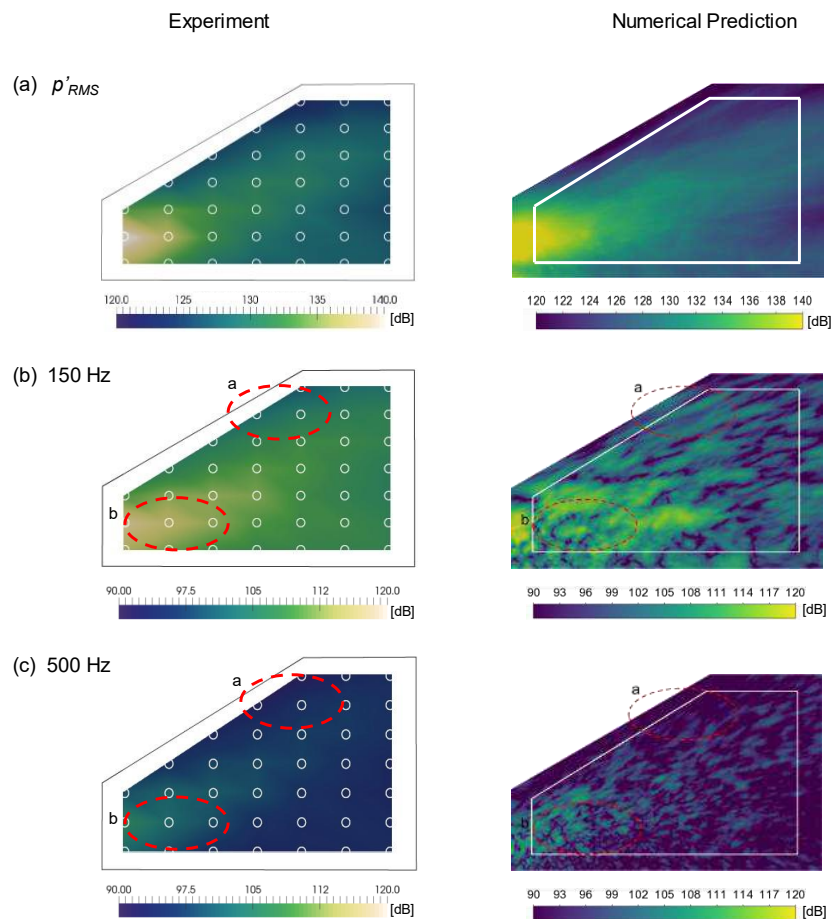 Experiment Numerical Prediction
(a) p'RMS
120.0 125 130 135 140.0
[dB]
120 122 124 126 128 130 132 134 136 138 140
[dB]
(b) 150 Hz
a
b
90.00 97.5 105 112.5 120.0
[dB]
a
b
90 93 96 99 102 105 108 111 114 117 120
[dB]
(c) 500 Hz
a
b
90.00 97.5 105 112.5 120.0
[dB]
a
b
90 93 96 99 102 105 108 111 114 117 120
[dB]